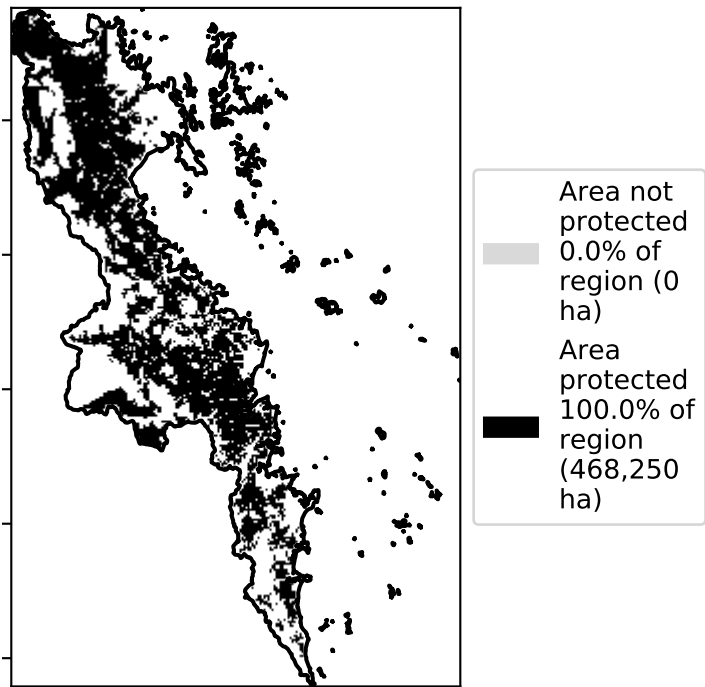 Area not
protected
0.0% of
region (0
ha)
Area
protected
100.0% of
region
(468,250
ha)